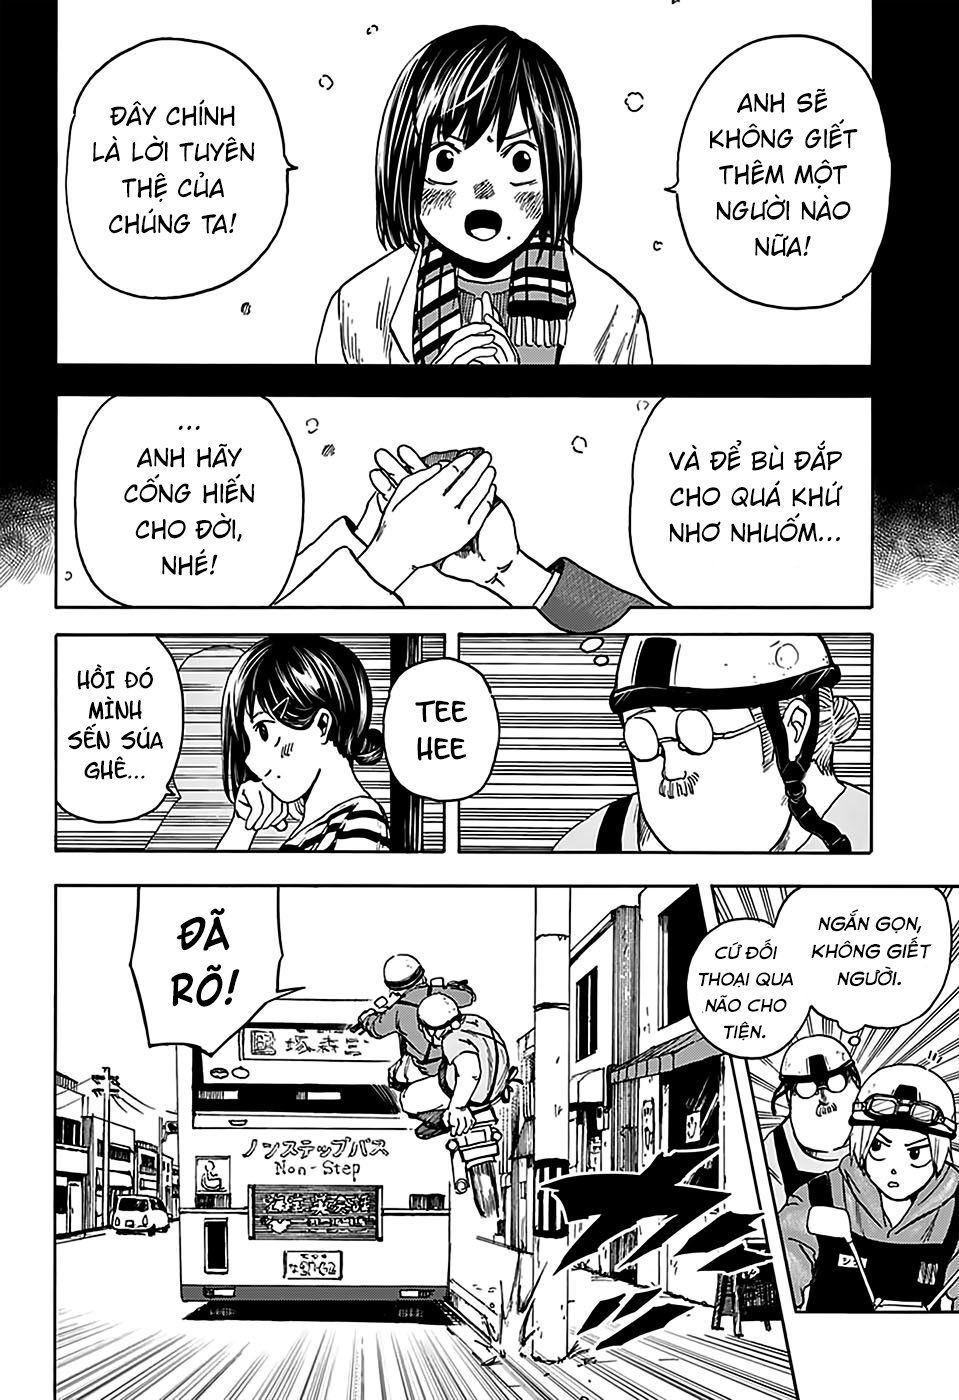 ANH SẼ
KHÔNG GIẾT
THÊM MỘT
NGƯỜI NÀO
NỮA!
ĐÂY CHÍNH
LÀ LỜI TUYÊN
THỆ CỦA
CHÚNG TA!
VÀ ĐỂ BÙ ĐẮP
CHO QUÁ KHỨ
NHƠ NHUỐM...
...
ANH HÃY
CỐNG HIẾN
CHO ĐỜI,
NHÉ!
TEE
HEE
HỒI ĐÓ
MÌNH
SẾN SÚA
GHÊ...
NGẮN GỌN,
KHÔNG GIẾT
NGƯỜI.
CỨ ĐỐI
THOẠI QUA
NÃO CHO
TIỆN.
ĐÃ
RÕ!
塚森
ノンステップバス
Non-Step